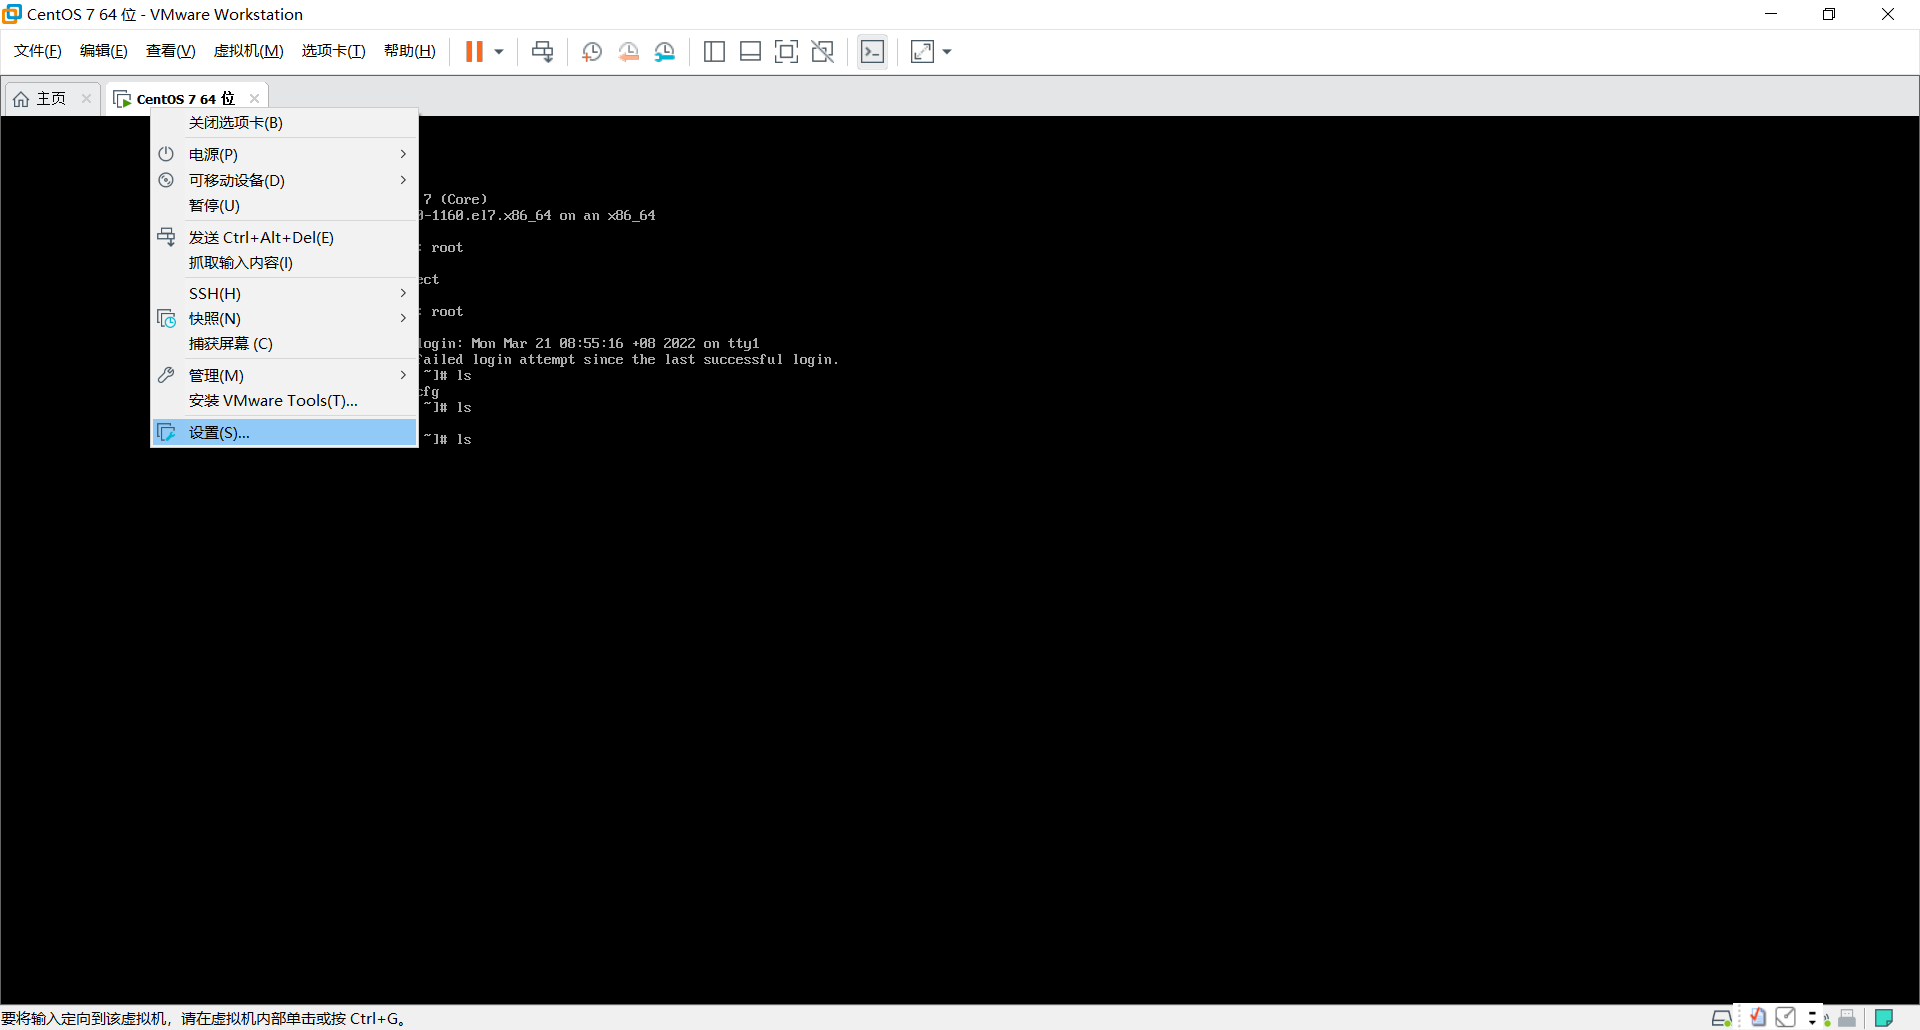 CentOS 7 64 位 - VMware Workstation
文件(F) 编辑(E) 查看(V) 虚拟机(M) 选项卡(T) 帮助(H)
主页 CentOS 7 64 位
关闭选项卡(B)
电源(P)
可移动设备(D)
暂停(U)
发送 Ctrl+Alt+Del(E)
抓取输入内容(I)
SSH(H)
快照(N)
捕获屏幕 (C)
管理(M)
安装 VMware Tools(T)...
设置(S)...
7 (Core)
-1160.el7.x86_64 on an x86_64
: root
ect
: root
login: Mon Mar 21 08:55:16 +08 2022 on tty1
failed login attempt since the last successful login.
~]# ls
cfg
~]# ls
~]# ls
要将输入定向到该虚拟机，请在虚拟机内部单击或按 Ctrl+G。